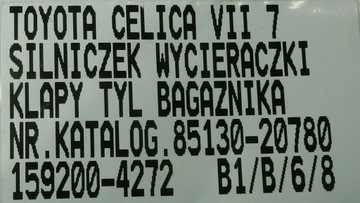 TOYOTA CELICA VII 7
SILNICZEK WYCIERACZKI
KLAPY TYL BAGAZNIKA
NR.KATALOG.85130-20780
159200-4272 B1/B/6/8